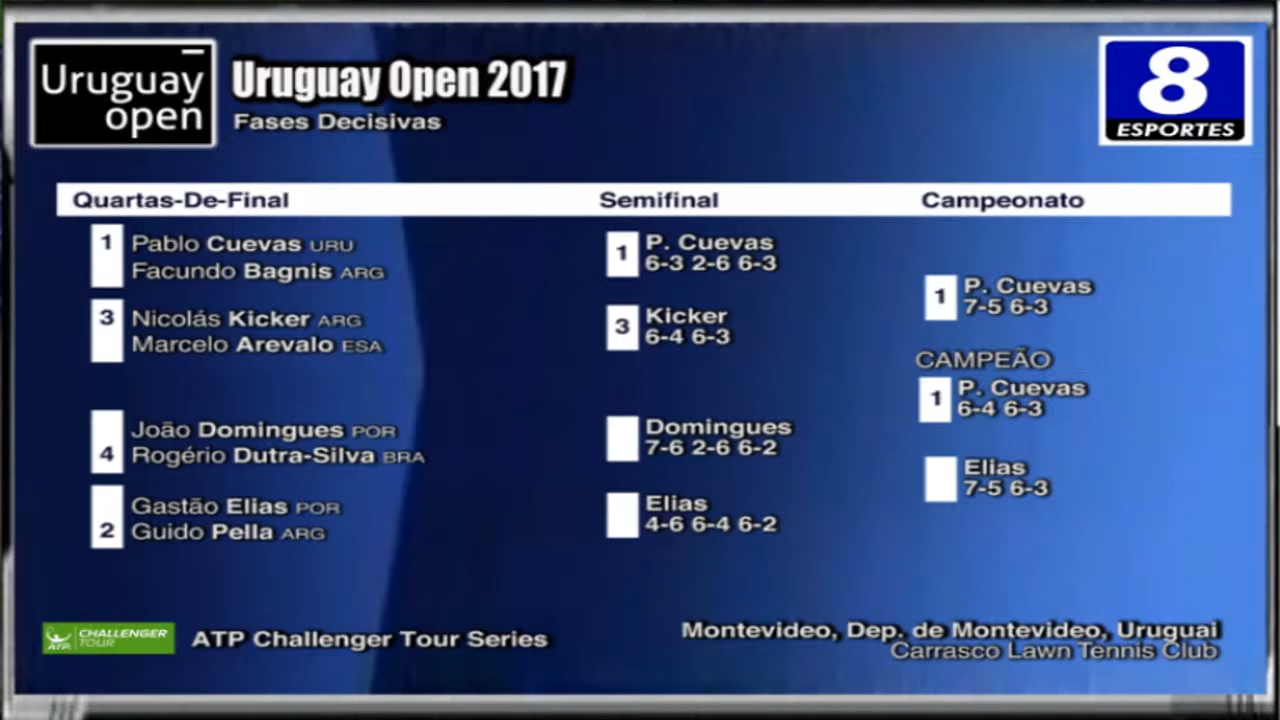 Uruguay
open
Uruguay Open 2017
Fases Decisivas
8
ESPORTES
Quartas-De-Final Semifinal Campeonato
1 Pablo Cuevas URU
Facundo Bagnis ARG
3 Nicolás Kicker ARG
Marcelo Arevalo ESA
João Domingues POR
4 Rogério Dutra-Silva BRA
Gastão Elias POR
2 Guido Pella ARG
1 P. Cuevas
6-3 2-6 6-3
3 Kicker
6-4 6-3
Domingues
7-6 2-6 6-2
Elias
4-6 6-4 6-2
1 P. Cuevas
7-5 6-3
CAMPEÃO
1 P. Cuevas
6-4 6-3
Elias
7-5 6-3
ATP CHALLENGER
TOUR
ATP Challenger Tour Series
Montevideo, Dep. de Montevideo, Uruguai
Carrasco Lawn Tennis Club